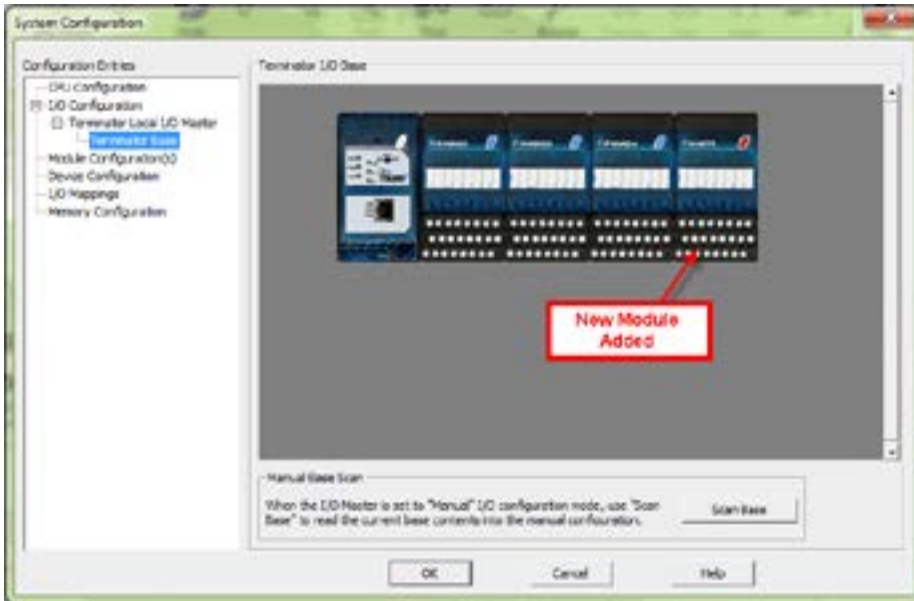 System Configuration
Configuration Entries
CPU Configuration
I/O Configuration
Terminator Local I/O Master
Terminator Base
Module Configuration(s)
Device Configuration
I/O Mappings
Memory Configuration
Terminator I/O Base
New Module
Added
Manual Base Scan
When the I/O Master is set to "Manual" I/O configuration mode, use "Scan
Base" to read the current base contents into the manual configuration.
Scan Base
OK
Cancel
Help